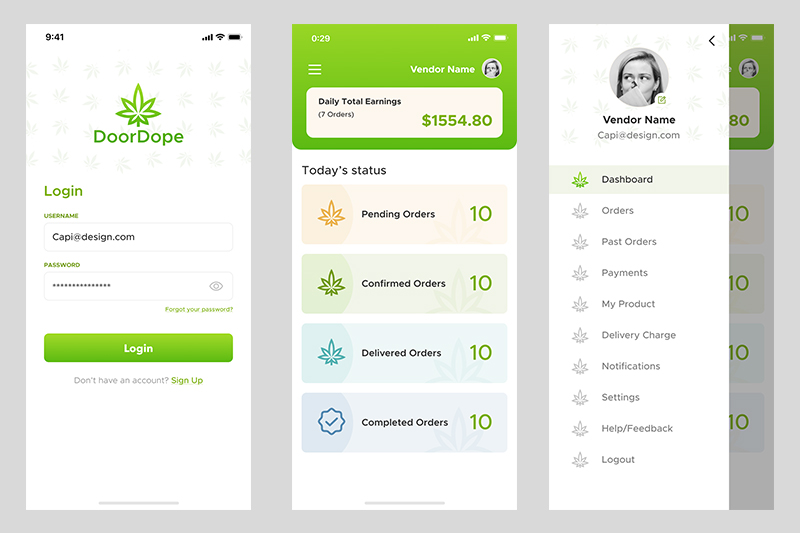 9:41
DoorDope
Login
USERNAME
Capi@design.com
PASSWORD
***************
Forgot your password?
Login
Don't have an account? Sign Up
0:29
Vendor Name
Daily Total Earnings
(7 Orders)
$1554.80
Today's status
Pending Orders 10
Confirmed Orders 10
Delivered Orders 10
Completed Orders 10
Vendor Name
Capi@design.com
Dashboard
Orders
Past Orders
Payments
My Product
Delivery Charge
Notifications
Settings
Help/Feedback
Logout
80
10
10
10
10